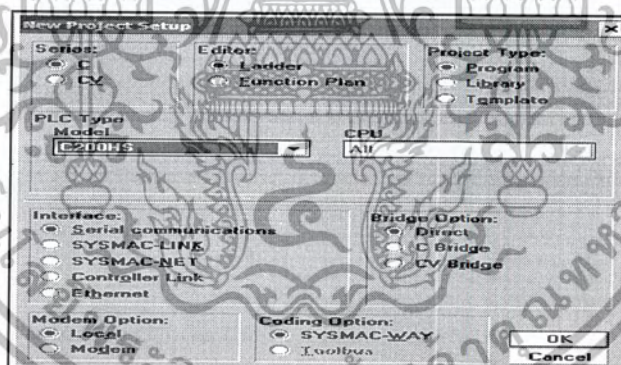 New Project Setup
Series:
C
CV
Editor:
Ladder
Function Plan
Project Type:
Program
Library
Template
PLC Type
Model
C200HS
CPU
All
Interface:
Serial communications
SYSMAC-LINK
SYSMAC-NET
Controller Link
Ethernet
Bridge Option:
Direct
C Bridge
CV Bridge
Modem Option:
Local
Modem
Coding Option:
SYSMAC-WAY
Toolbus
OK
Cancel